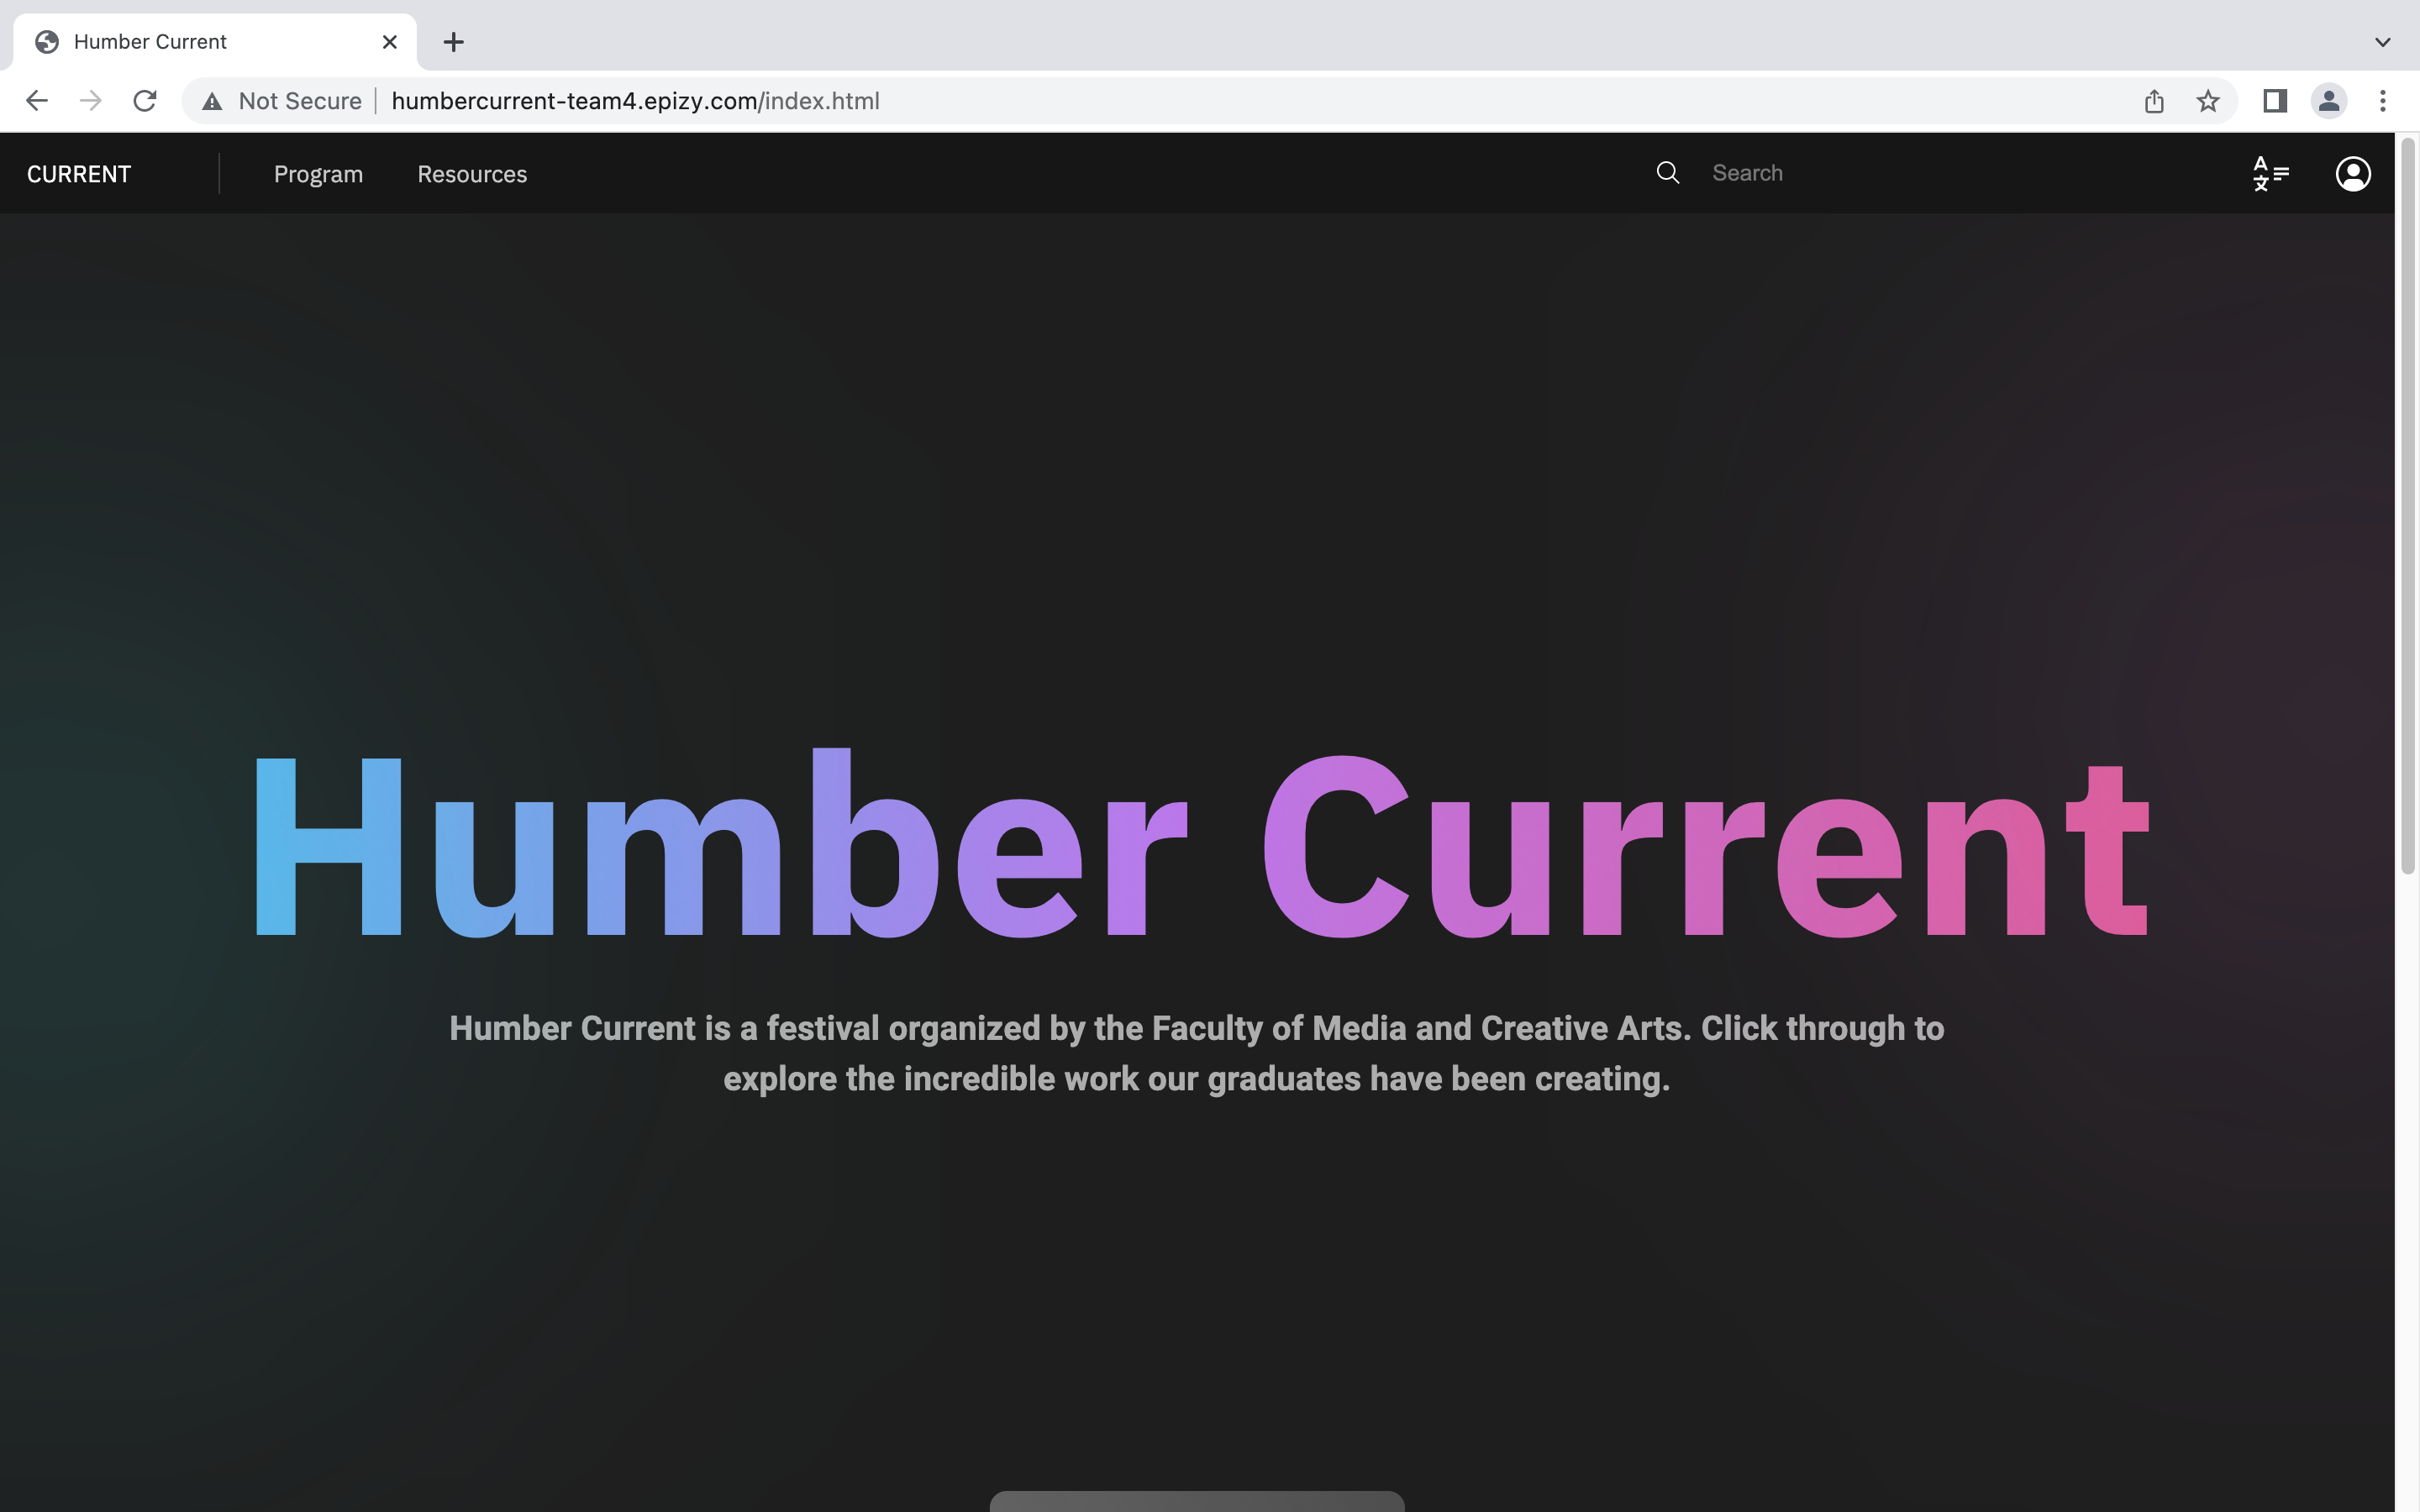 Humber Current
Not Secure humbercurrent-team4.epizy.com/index.html
CURRENT Program Resources Search
Humber Current
Humber Current is a festival organized by the Faculty of Media and Creative Arts. Click through to
explore the incredible work our graduates have been creating.